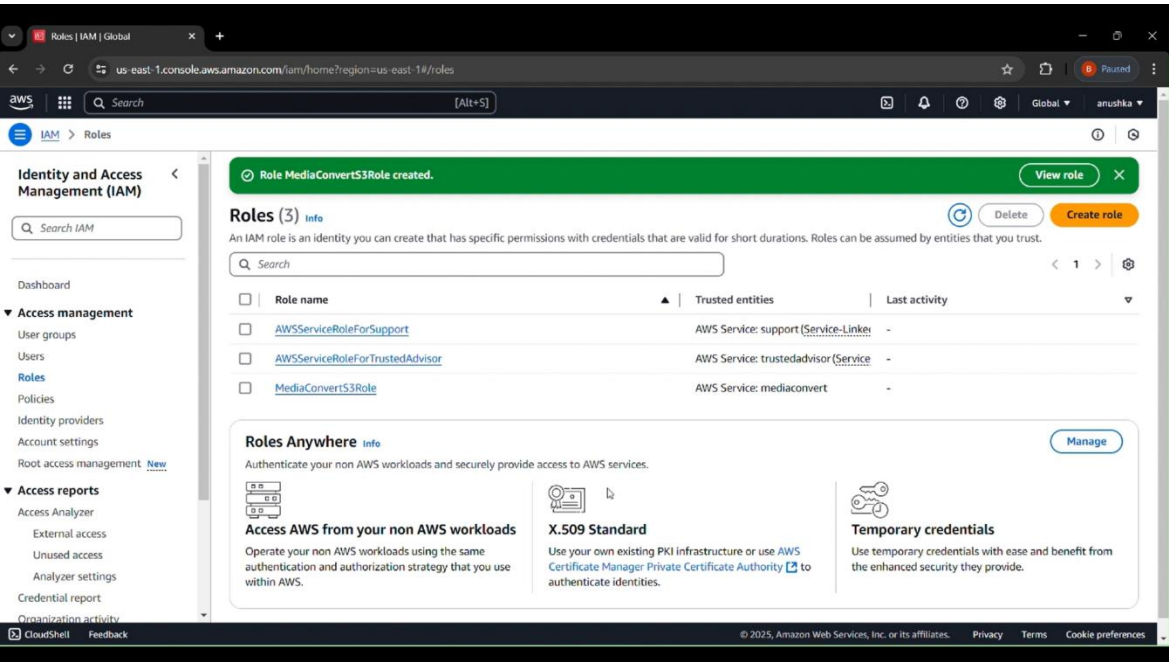 Roles | IAM | Global
us-east-1.console.aws.amazon.com/iam/home?region=us-east-1#/roles
B Paused
aws
Search [Alt+S]
Global
anushka
IAM > Roles
Identity and Access
Management (IAM)
Search IAM
Dashboard
Access management
User groups
Users
Roles
Policies
Identity providers
Account settings
Root access management New
Access reports
Access Analyzer
External access
Unused access
Analyzer settings
Credential report
Organization activity
Role MediaConvertS3Role created.
View role
Roles (3) Info
Delete
Create role
An IAM role is an identity you can create that has specific permissions with credentials that are valid for short durations. Roles can be assumed by entities that you trust.
Search
1
Role name Trusted entities Last activity
AWSServiceRoleForSupport AWS Service: support (Service-Linke -
AWSServiceRoleForTrustedAdvisor AWS Service: trustedadvisor (Service -
MediaConvertS3Role AWS Service: mediaconvert -
Roles Anywhere Info
Manage
Authenticate your non AWS workloads and securely provide access to AWS services.
Access AWS from your non AWS workloads
Operate your non AWS workloads using the same
authentication and authorization strategy that you use
within AWS.
X.509 Standard
Use your own existing PKI infrastructure or use AWS
Certificate Manager Private Certificate Authority to
authenticate identities.
Temporary credentials
Use temporary credentials with ease and benefit from
the enhanced security they provide.
CloudShell Feedback
© 2025, Amazon Web Services, Inc. or its affiliates. Privacy Terms Cookie preferences